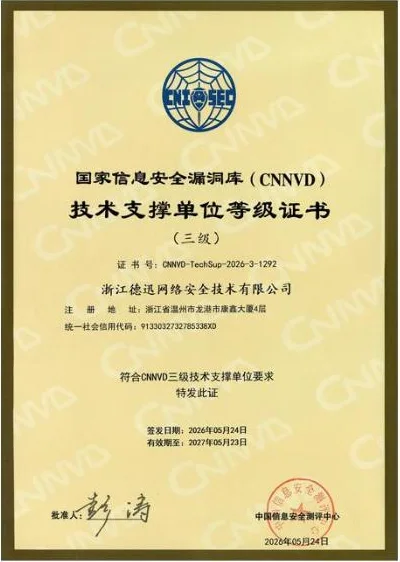 CNISEC
国家信息安全漏洞库（CNNVD）
技术支撑单位等级证书
（三级）
证 书 号：CNNVD-TechSup-2026-3-1292
浙江德迅网络安全技术有限公司
注 册 地 址：浙江省温州市龙港市康鑫大厦4层
统一社会信用代码：9133032732785338XD
符合CNNVD三级技术支撑单位要求
特发此证
签发日期：2026年05月24日
有效期至：2027年05月23日
批准人：彭涛
中国信息安全测评中心
2026年05月24日